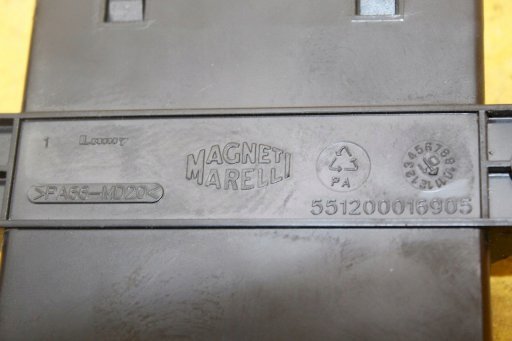 1
MAGNETI
MARELLI
>PA66-MD20<
PA
551200016905